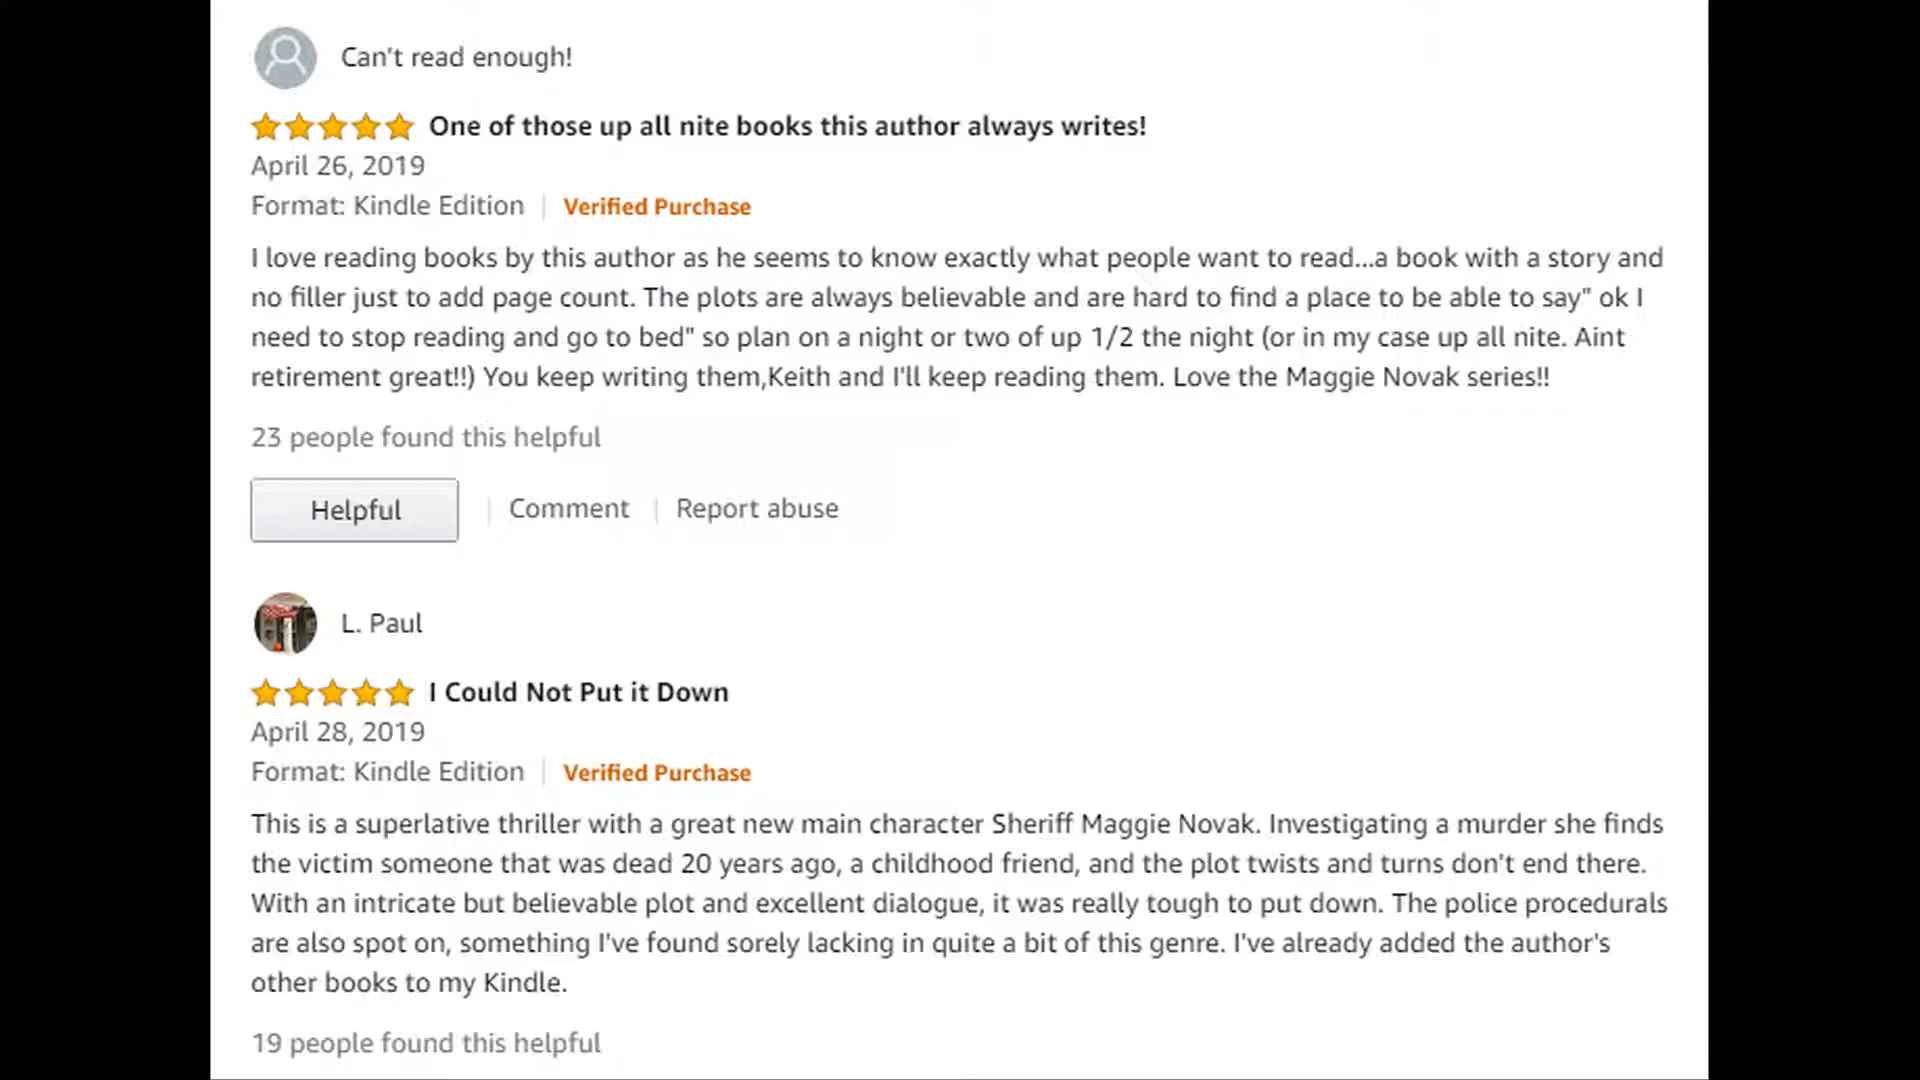 Can't read enough!
One of those up all nite books this author always writes!
April 26, 2019
Format: Kindle Edition | Verified Purchase
I love reading books by this author as he seems to know exactly what people want to read...a book with a story and
no filler just to add page count. The plots are always believable and are hard to find a place to be able to say" ok I
need to stop reading and go to bed" so plan on a night or two of up 1/2 the night (or in my case up all nite. Aint
retirement great!!) You keep writing them,Keith and I'll keep reading them. Love the Maggie Novak series!!
23 people found this helpful
Helpful | Comment | Report abuse
L. Paul
I Could Not Put it Down
April 28, 2019
Format: Kindle Edition | Verified Purchase
This is a superlative thriller with a great new main character Sheriff Maggie Novak. Investigating a murder she finds
the victim someone that was dead 20 years ago, a childhood friend, and the plot twists and turns don't end there.
With an intricate but believable plot and excellent dialogue, it was really tough to put down. The police procedurals
are also spot on, something I've found sorely lacking in quite a bit of this genre. I've already added the author's
other books to my Kindle.
19 people found this helpful